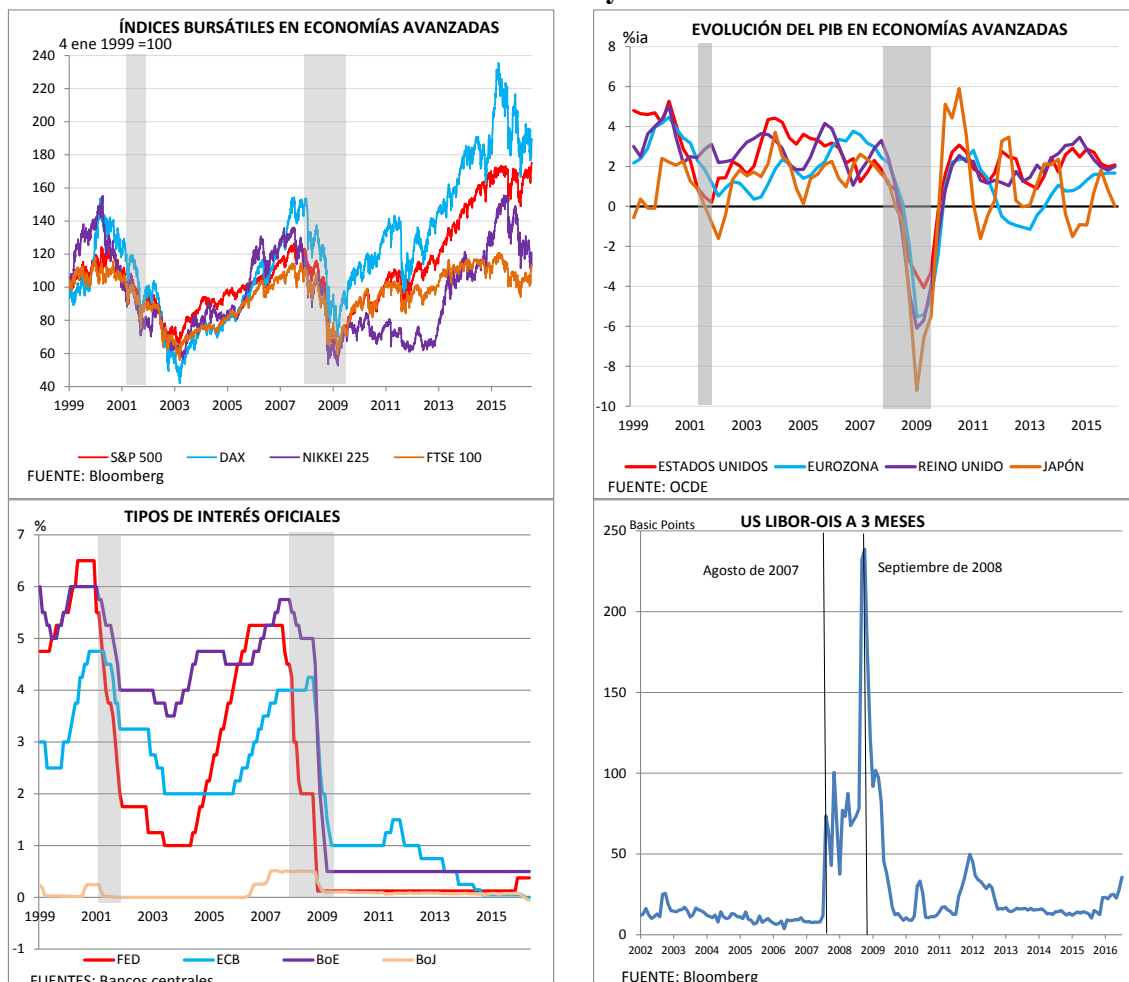 ÍNDICES BURSÁTILES EN ECONOMÍAS AVANZADAS
4 ene 1999 =100
240
220
200
180
160
140
120
100
80
60
40
1999 2001 2003 2005 2007 2009 2011 2013 2015
S&P 500 DAX NIKKEI 225 FTSE 100
FUENTE: Bloomberg
EVOLUCIÓN DEL PIB EN ECONOMÍAS AVANZADAS
%ia
8
6
4
2
0
-2
-4
-6
-8
-10
1999 2001 2003 2005 2007 2009 2011 2013 2015
ESTADOS UNIDOS EUROZONA REINO UNIDO JAPÓN
FUENTE: OCDE
TIPOS DE INTERÉS OFICIALES
%
7
6
5
4
3
2
1
0
-1
1999 2001 2003 2005 2007 2009 2011 2013 2015
FED ECB BoE BoJ
FUENTES: Bancos centrales
US LIBOR-OIS A 3 MESES
Basic Points
250
200
150
100
50
0
Agosto de 2007
Septiembre de 2008
2002 2003 2004 2005 2006 2007 2008 2009 2010 2011 2012 2013 2014 2015 2016
FUENTE: Bloomberg